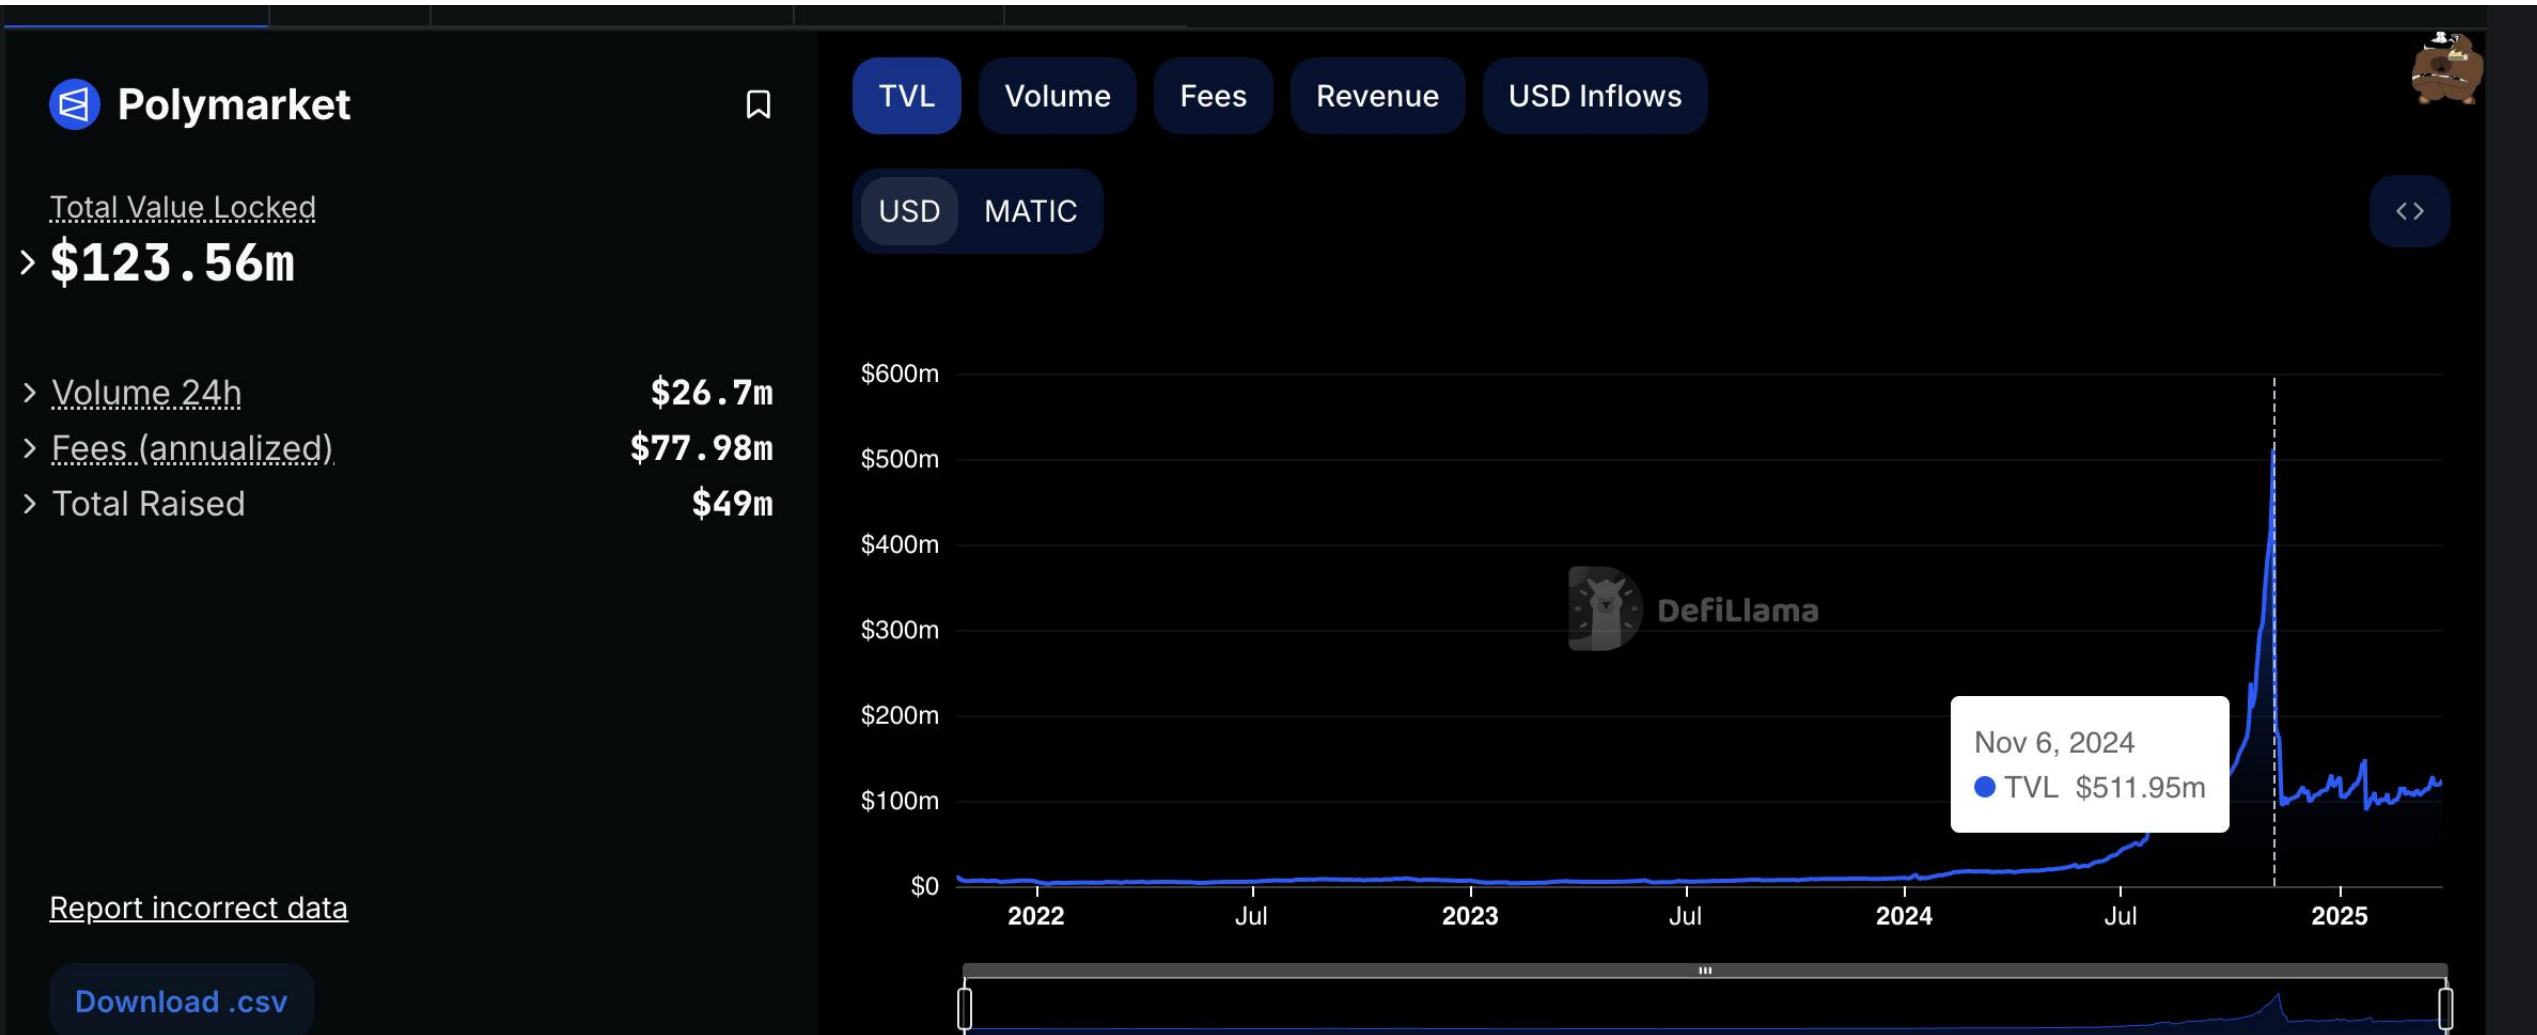 Polymarket
Total Value Locked
$123.56m
Volume 24h $26.7m
Fees (annualized) $77.98m
Total Raised $49m
Report incorrect data
Download .csv
TVL Volume Fees Revenue USD Inflows
USD MATIC
$600m
$500m
$400m
$300m
$200m
$100m
$0
DefiLlama
Nov 6, 2024
TVL $511.95m
2022 Jul 2023 Jul 2024 Jul 2025